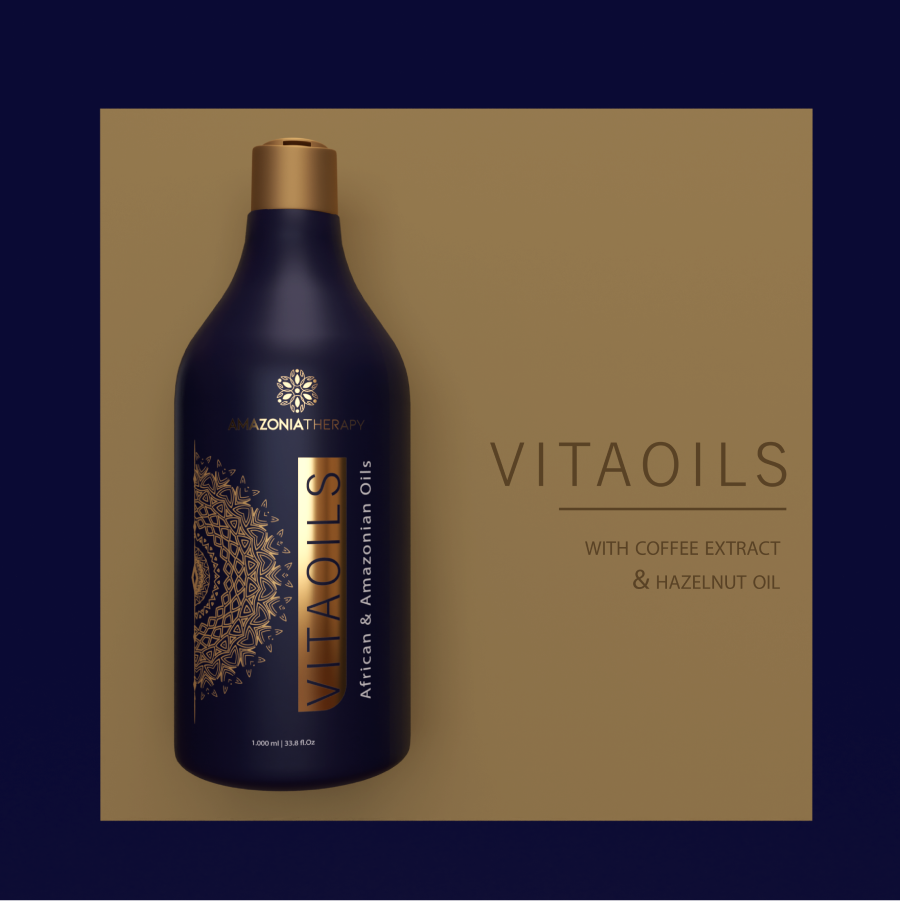 AMAZONIATHERAPY
VITAOILS
African & Amazonian Oils
1.000 ml | 33.8 fl.Oz
VITAOILS
WITH COFFEE EXTRACT
& HAZELNUT OIL